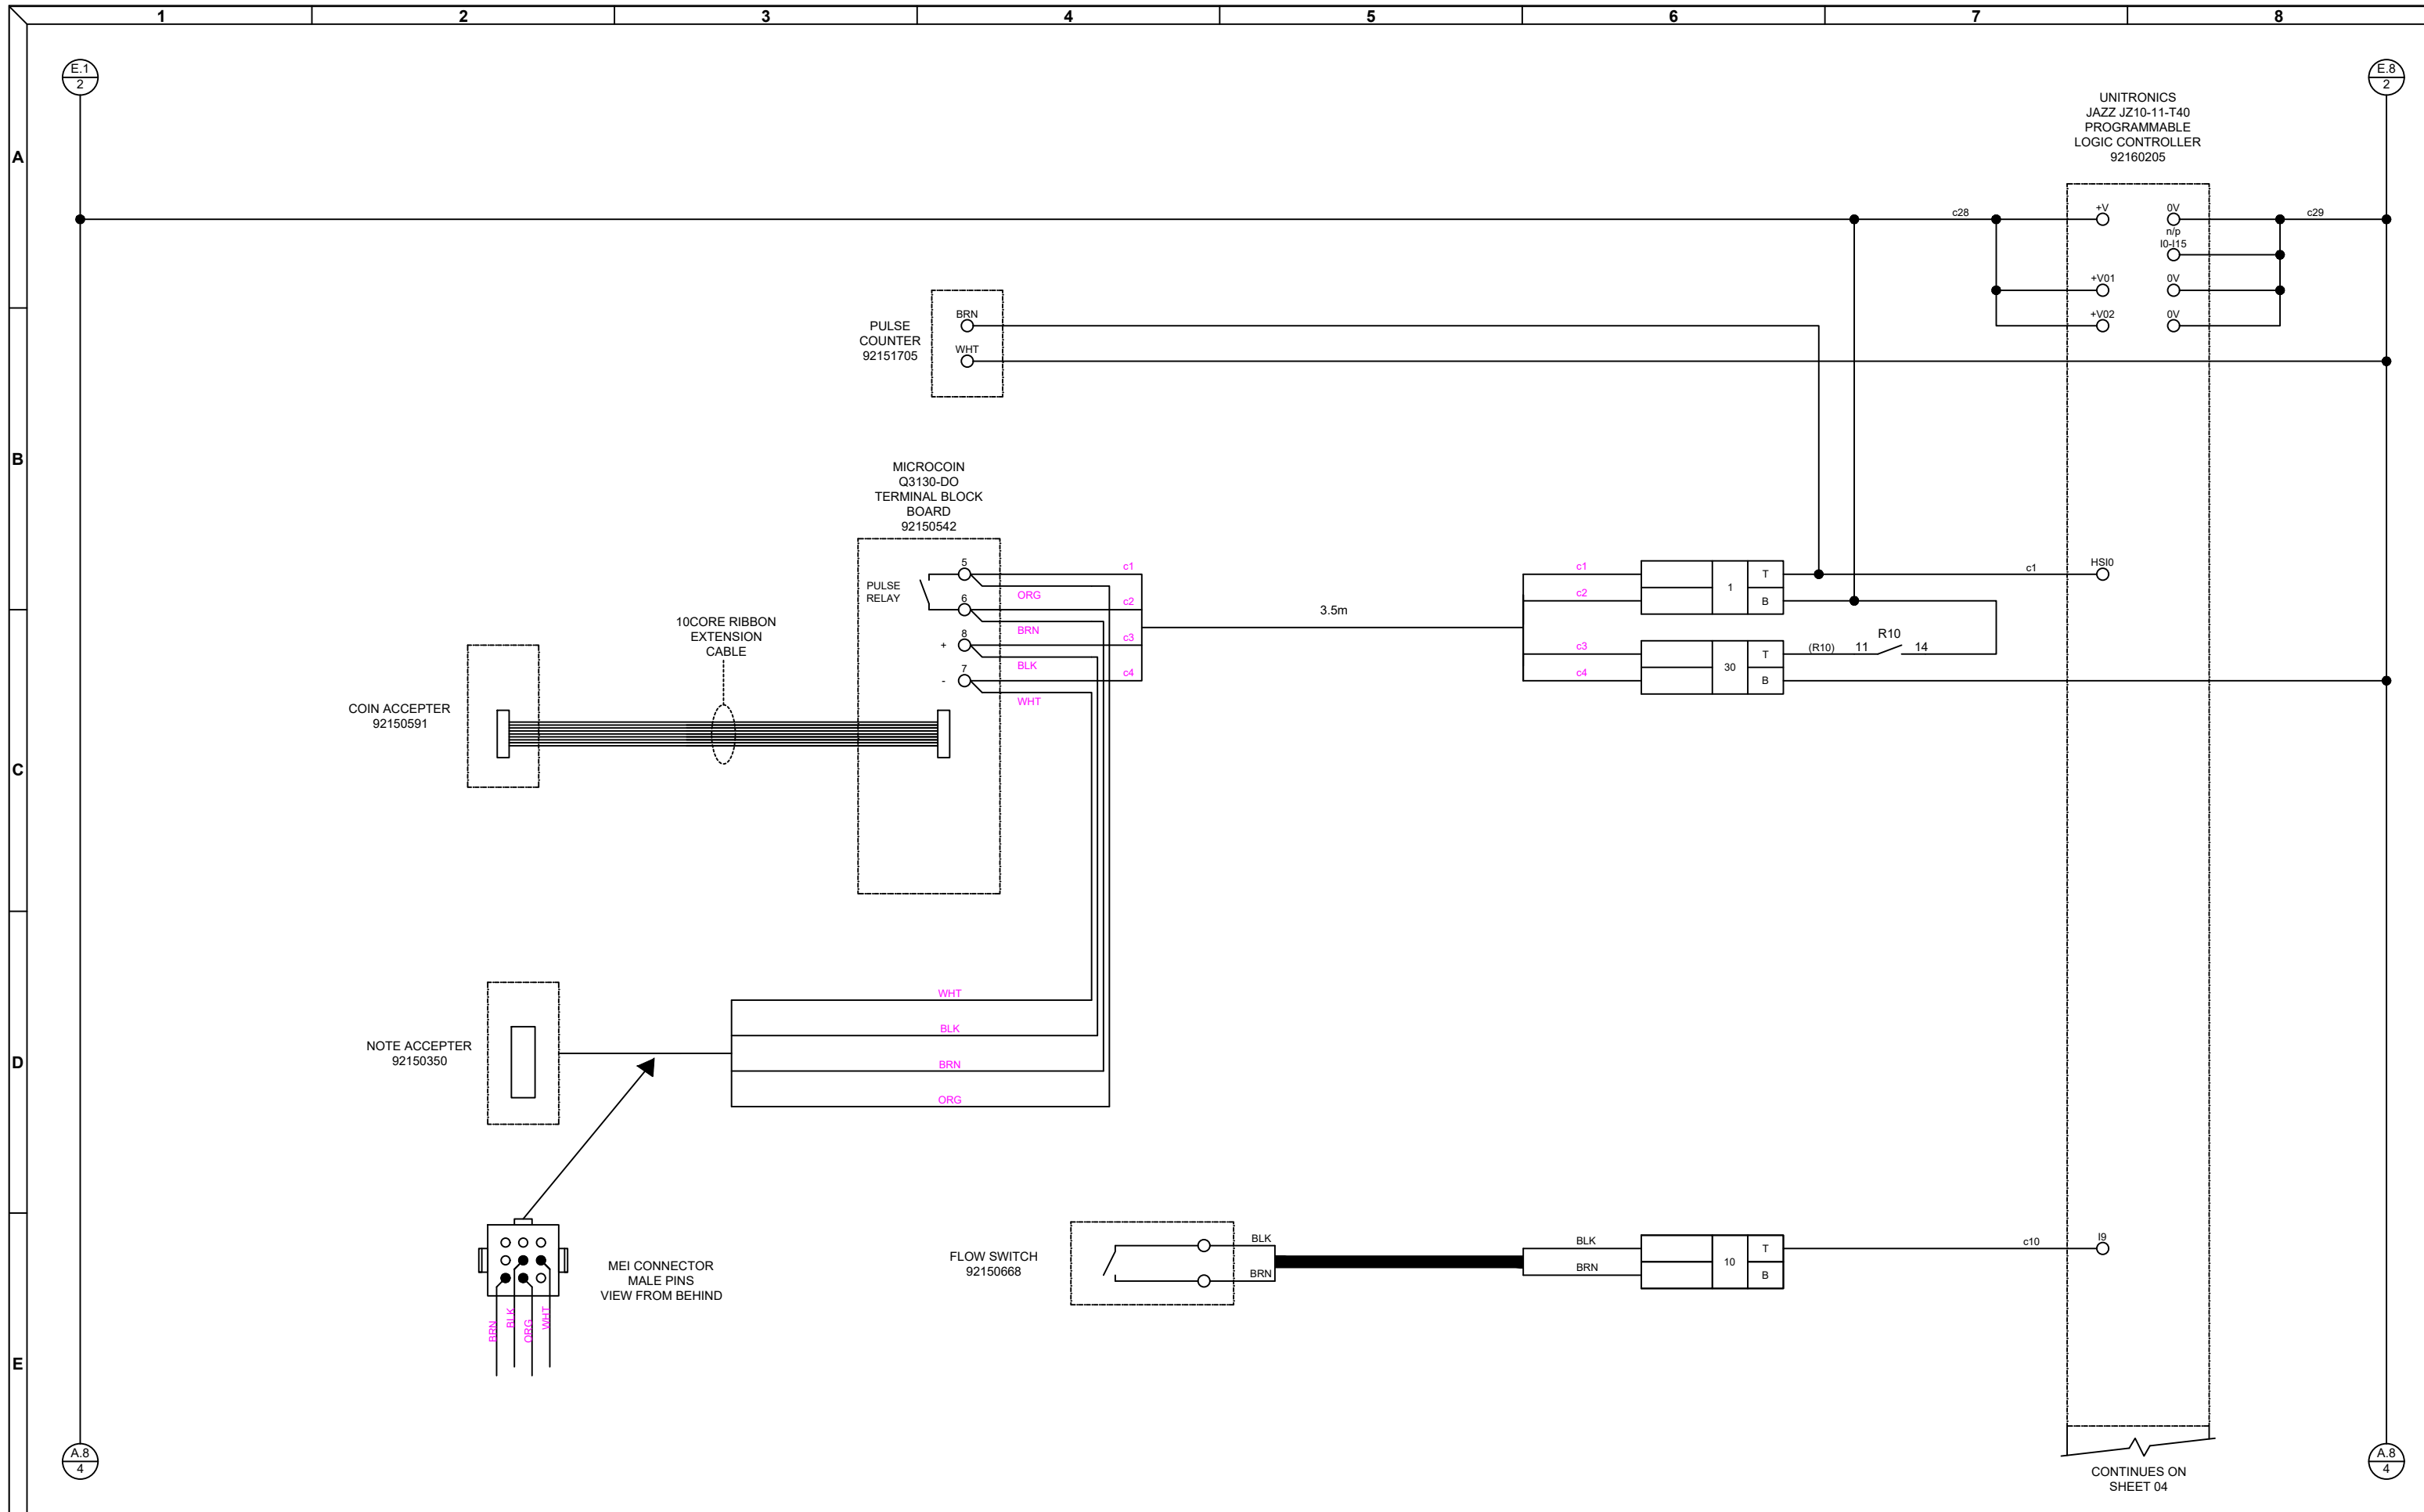 1 2 3 4 5 6 7 8
A
B
C
D
E
E.1
2
E.8
2
UNITRONICS
JAZZ JZ10-11-T40
PROGRAMMABLE
LOGIC CONTROLLER
92160205
c28
+V
0V
c29
n/p
I0-I15
+V01
0V
+V02
0V
PULSE
COUNTER
92151705
BRN
WHT
MICROCOIN
Q3130-DO
TERMINAL BLOCK
BOARD
92150542
PULSE
RELAY
5
c1
ORG
6
c2
BRN
+ 8
c3
BLK
- 7
c4
WHT
3.5m
c1
c2
1
T
B
c1
HSI0
c3
c4
30
T
B
(R10) 11 R10 14
10CORE RIBBON
EXTENSION
CABLE
COIN ACCEPTER
92150591
NOTE ACCEPTER
92150350
WHT
BLK
BRN
ORG
MEI CONNECTOR
MALE PINS
VIEW FROM BEHIND
BRN
BLK
ORG
WHT
FLOW SWITCH
92150668
BLK
BRN
BLK
BRN
10
T
B
c10
I9
A.8
4
A.8
4
CONTINUES ON
SHEET 04